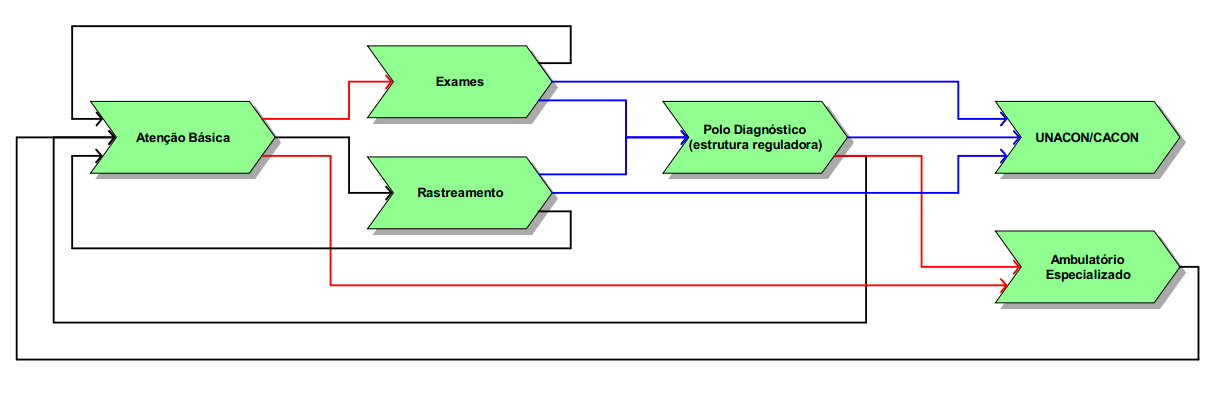 Exames
Atenção Básica
Polo Diagnóstico
(estrutura reguladora)
UNACON/CACON
Rastreamento
Ambulatório
Especializado